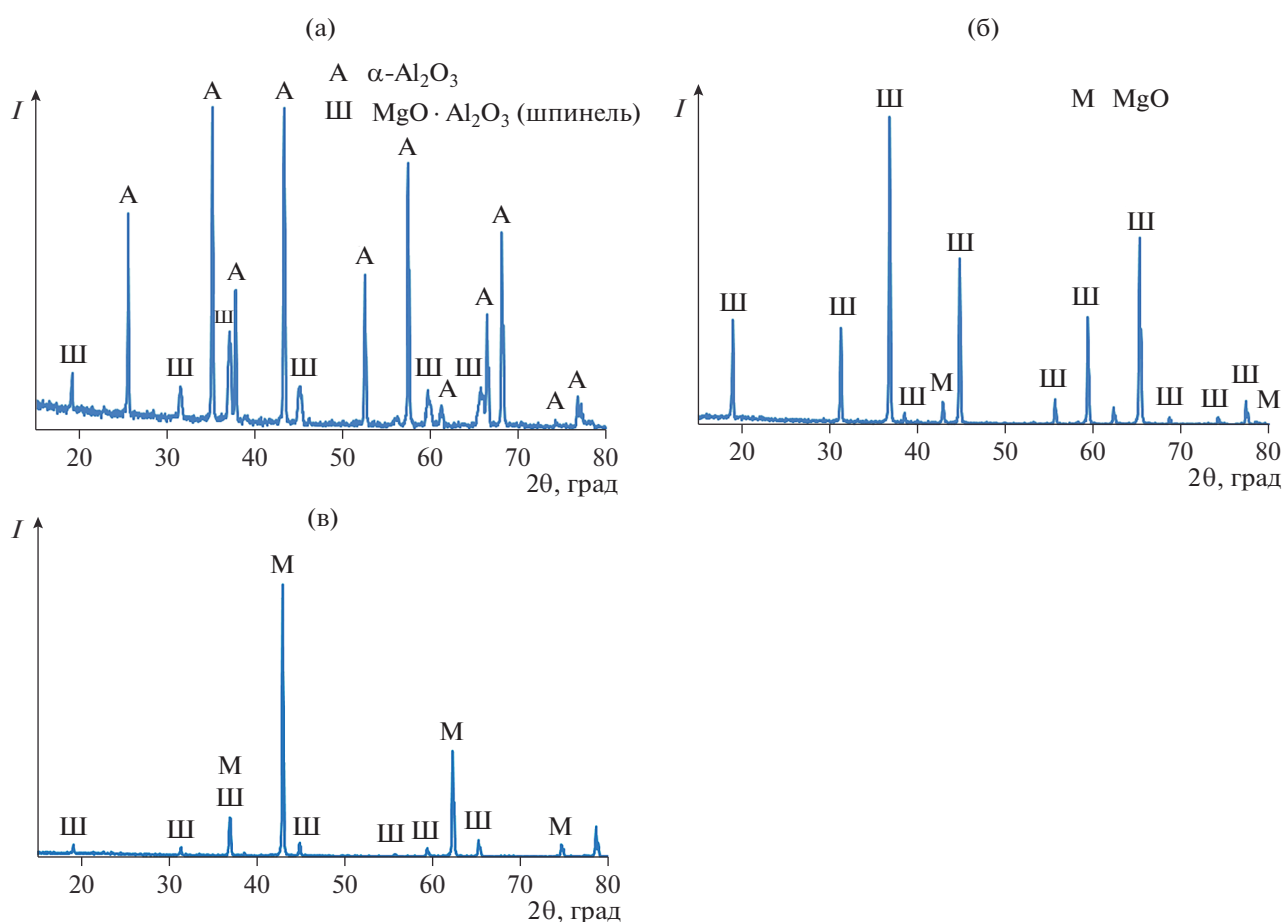 (а)
I
А α-Al₂O₃
Ш MgO · Al₂O₃ (шпинель)
А А А А А
Ш А Ш А А
Ш Ш Ш Ш Ш А А А
20 30 40 50 60 70 80
2θ, град
(б)
I
М MgO
Ш
Ш Ш
Ш Ш Ш
Ш М Ш Ш Ш Ш М
20 30 40 50 60 70 80
2θ, град
(в)
I
М
М М
Ш Ш Ш Ш Ш Ш Ш М
20 30 40 50 60 70 80
2θ, град